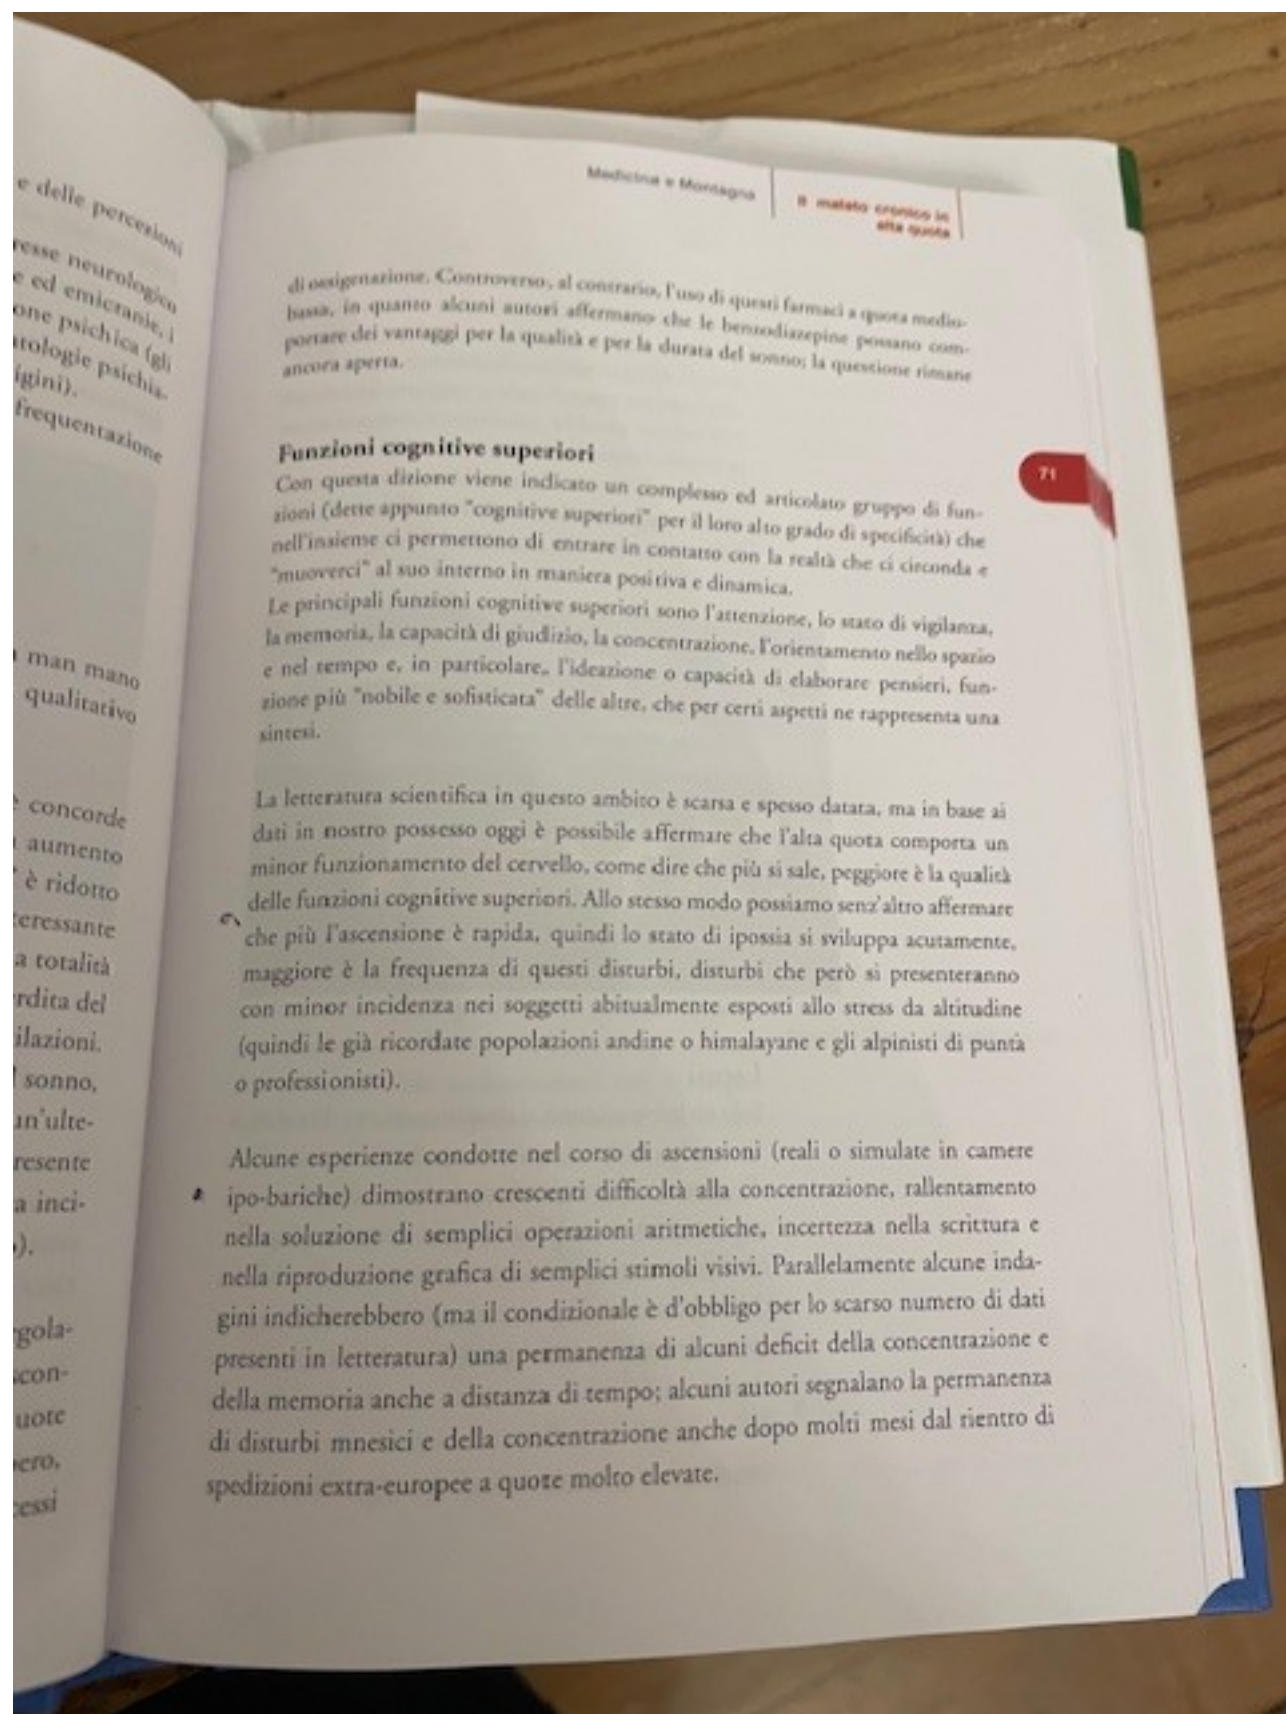 e delle percezioni
resse neurologico
e ed emicranie, i
one psichica (gli
tologie psichia-
igini).
frequentazione
man mano
qualitativo
concorde
aumento
è ridotto
teressante
a totalità
rdita del
ilazioni.
sonno,
un'ulte-
resente
a inci-
).
gola-
scon-
uote
ero,
cessi
Medicina e Montagna
Il malato cronico in
alta quota
di ossigenazione. Controverso, al contrario, l'uso di questi farmaci a quota medio-
bassa, in quanto alcuni autori affermano che le benzodiazepine possano com-
portare dei vantaggi per la qualità e per la durata del sonno; la questione rimane
ancora aperta.
71
Funzioni cognitive superiori
Con questa dizione viene indicato un complesso ed articolato gruppo di fun-
zioni (dette appunto "cognitive superiori" per il loro alto grado di specificità) che
nell'insieme ci permettono di entrare in contatto con la realtà che ci circonda e
"muoverci" al suo interno in maniera positiva e dinamica.
Le principali funzioni cognitive superiori sono l'attenzione, lo stato di vigilanza,
la memoria, la capacità di giudizio, la concentrazione, l'orientamento nello spazio
e nel tempo e, in particolare, l'ideazione o capacità di elaborare pensieri, fun-
zione più "nobile e sofisticata" delle altre, che per certi aspetti ne rappresenta una
sintesi.
La letteratura scientifica in questo ambito è scarsa e spesso datata, ma in base ai
dati in nostro possesso oggi è possibile affermare che l'alta quota comporta un
minor funzionamento del cervello, come dire che più si sale, peggiore è la qualità
delle funzioni cognitive superiori. Allo stesso modo possiamo senz'altro affermare
che più l'ascensione è rapida, quindi lo stato di ipossia si sviluppa acutamente,
maggiore è la frequenza di questi disturbi, disturbi che però si presenteranno
con minor incidenza nei soggetti abitualmente esposti allo stress da altitudine
(quindi le già ricordate popolazioni andine o himalayane e gli alpinisti di punta
o professionisti).
Alcune esperienze condotte nel corso di ascensioni (reali o simulate in camere
ipo-bariche) dimostrano crescenti difficoltà alla concentrazione, rallentamento
nella soluzione di semplici operazioni aritmetiche, incertezza nella scrittura e
nella riproduzione grafica di semplici stimoli visivi. Parallelamente alcune inda-
gini indicherebbero (ma il condizionale è d'obbligo per lo scarso numero di dati
presenti in letteratura) una permanenza di alcuni deficit della concentrazione e
della memoria anche a distanza di tempo; alcuni autori segnalano la permanenza
di disturbi mnesici e della concentrazione anche dopo molti mesi dal rientro di
spedizioni extra-europee a quote molto elevate.